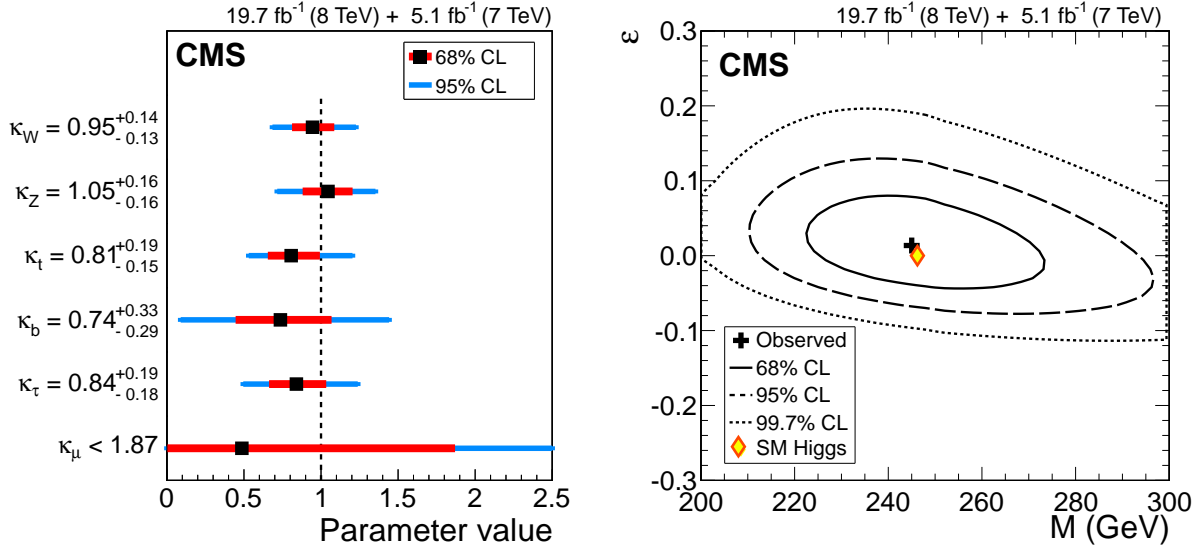 19.7 fb⁻¹ (8 TeV) + 5.1 fb⁻¹ (7 TeV)
CMS
68% CL
95% CL
κ_W = 0.95 +0.14 - 0.13
κ_Z = 1.05 +0.16 - 0.16
κ_t = 0.81 +0.19 - 0.15
κ_b = 0.74 +0.33 - 0.29
κ_τ = 0.84 +0.19 - 0.18
κ_μ < 1.87
0 0.5 1 1.5 2 2.5
Parameter value
19.7 fb⁻¹ (8 TeV) + 5.1 fb⁻¹ (7 TeV)
ε
CMS
0.3
0.2
0.1
0.0
-0.1
-0.2
-0.3
Observed
68% CL
95% CL
99.7% CL
SM Higgs
200 220 240 260 280 300
M (GeV)